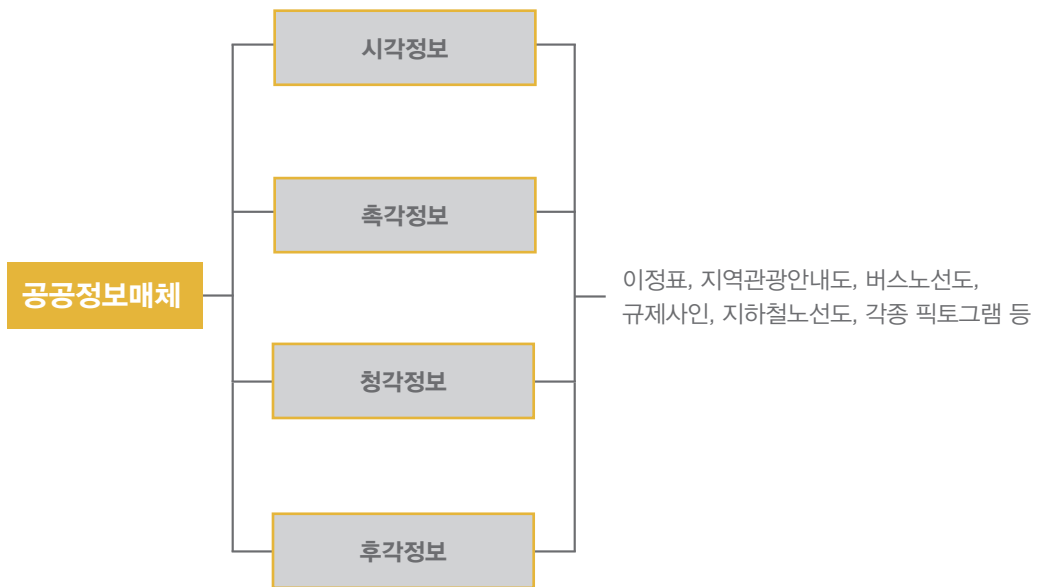 시각정보
촉각정보
공공정보매체
이정표, 지역관광안내도, 버스노선도,
규제사인, 지하철노선도, 각종 픽토그램 등
청각정보
후각정보